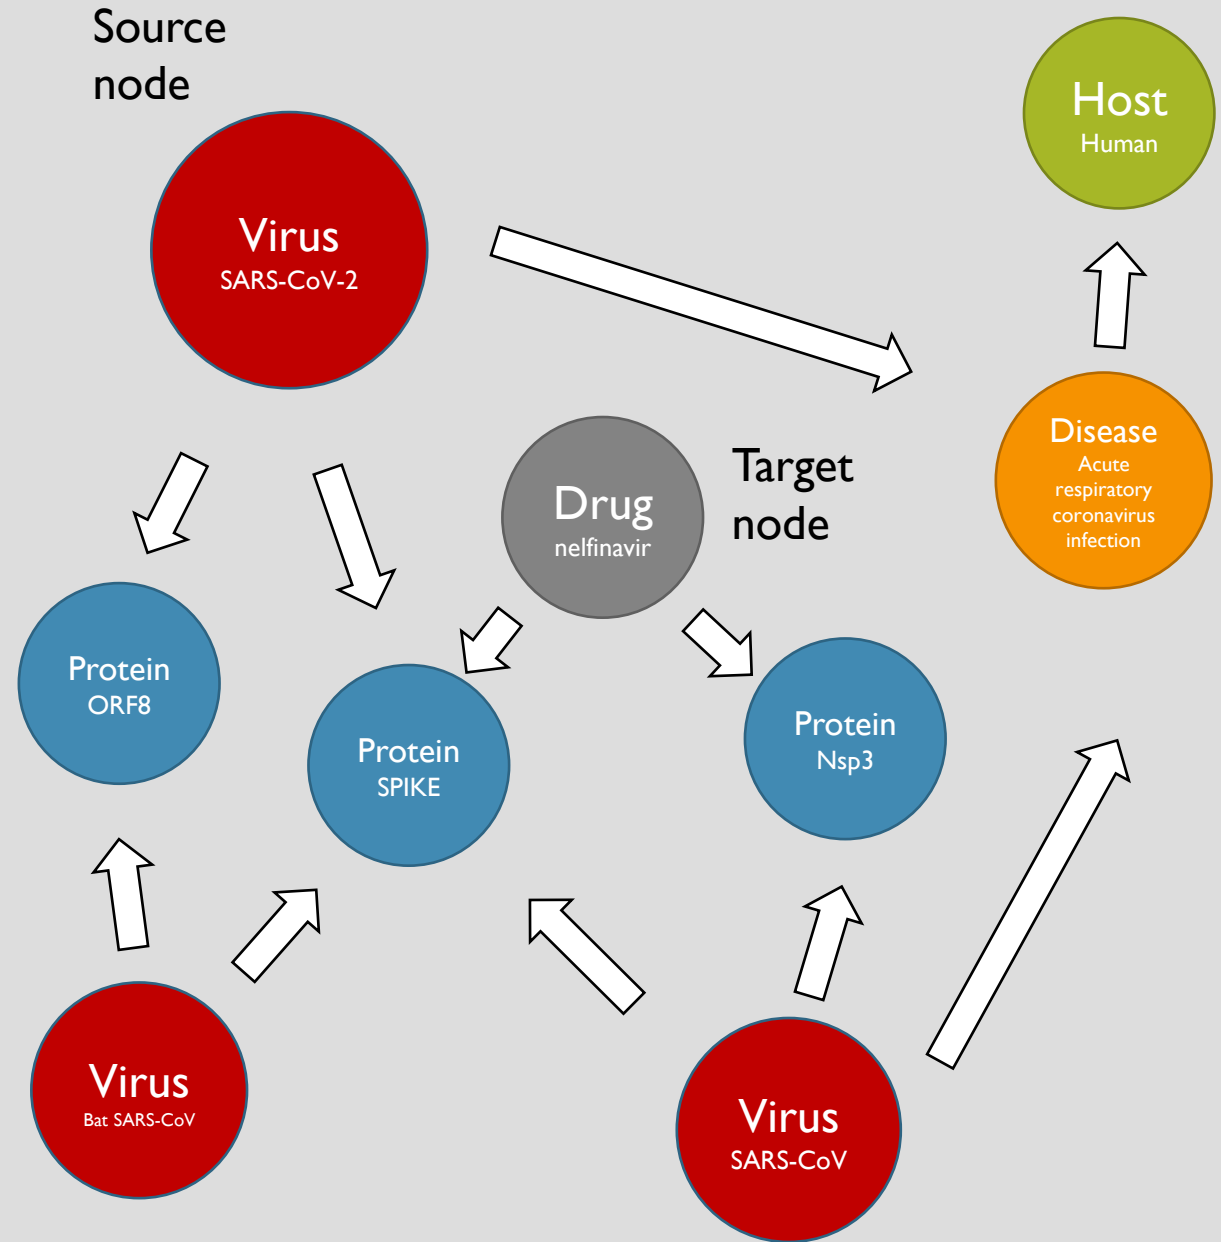 Source
node
Host
Human
Virus
SARS-CoV-2
Disease
Acute
respiratory
coronavirus
infection
Target
node
Drug
nelfinavir
Protein
ORF8
Protein
SPIKE
Protein
Nsp3
Virus
Bat SARS-CoV
Virus
SARS-CoV